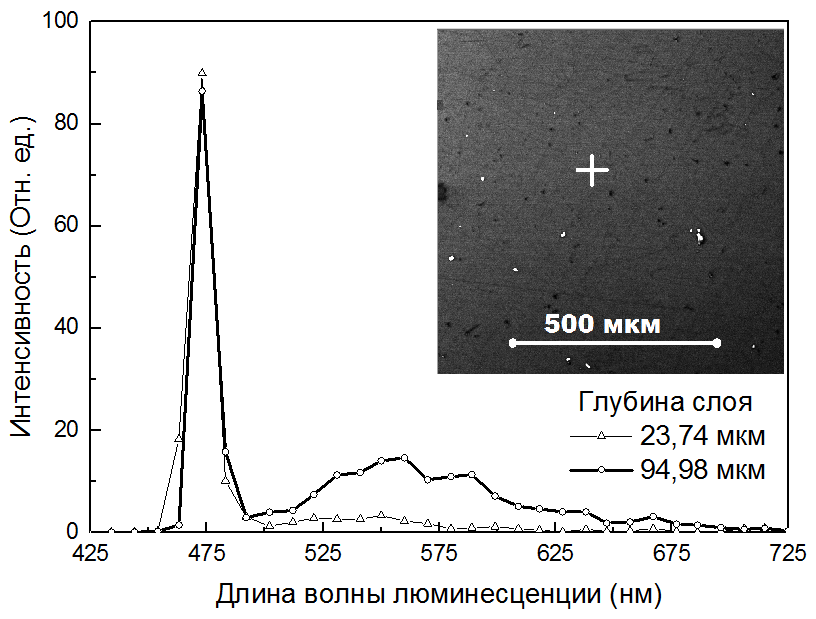 Интенсивность (Отн. ед.)
100
80
60
40
20
0
500 мкм
Глубина слоя
23,74 мкм
94,98 мкм
425 475 525 575 625 675 725
Длина волны люминесценции (нм)